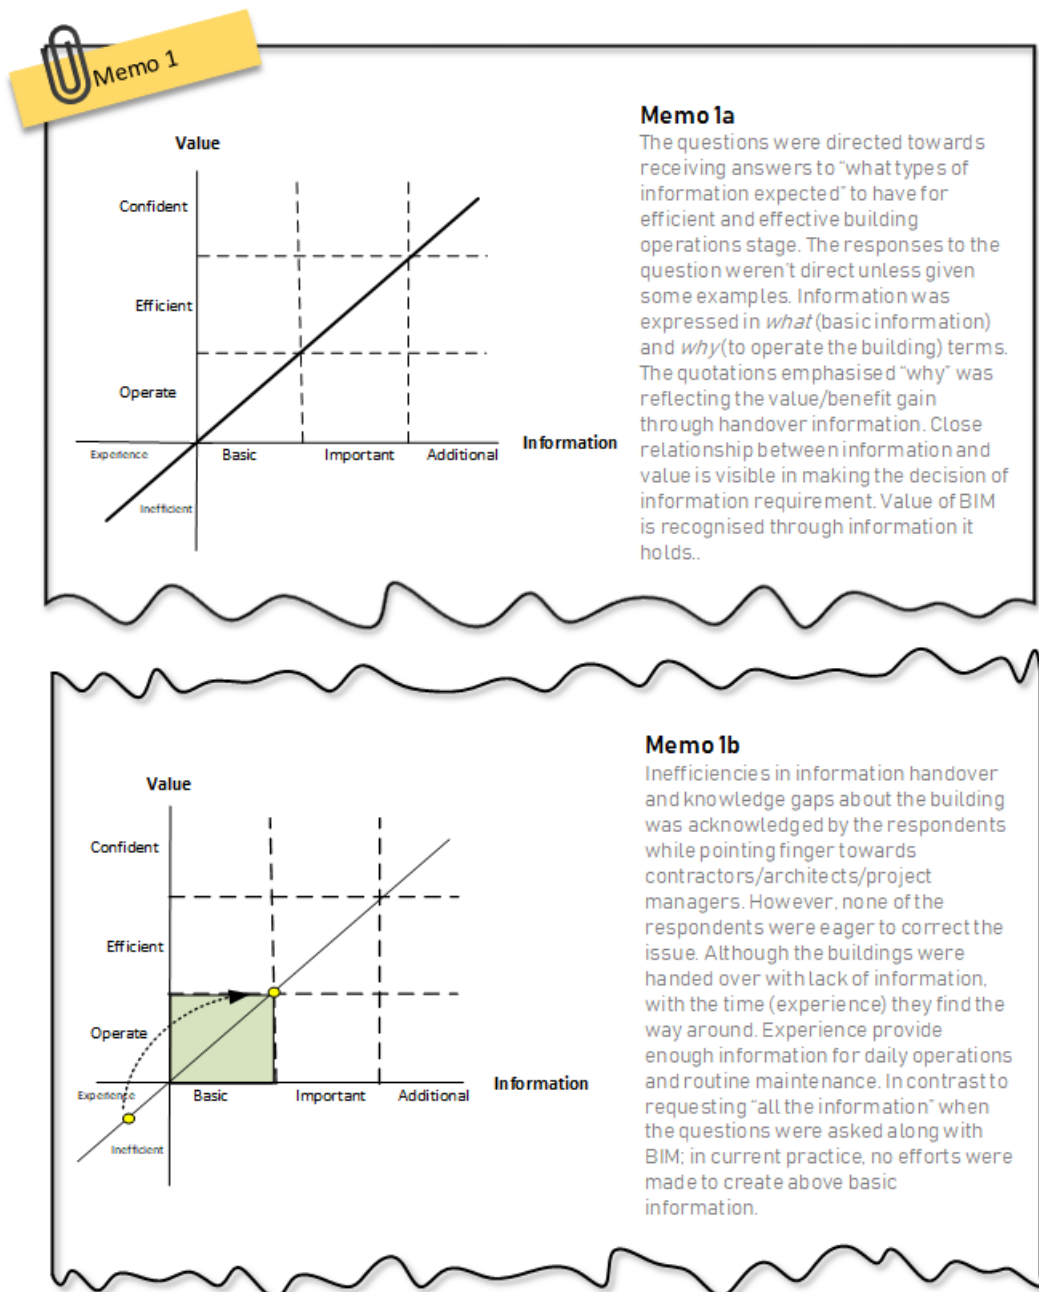 Memo 1
Memo 1a
The questions were directed towards
receiving answers to "what types of
information expected" to have for
efficient and effective building
operations stage. The responses to the
question weren't direct unless given
some examples. Information was
expressed in what (basic information)
and why (to operate the building) terms.
The quotations emphasised "why" was
reflecting the value/benefit gain
through handover information. Close
relationship between information and
value is visible in making the decision of
information requirement. Value of BIM
is recognised through information it
holds..
Value
Confident
Efficient
Operate
Experience
Basic
Important
Additional
Information
Inefficient
Memo 1b
Inefficiencies in information handover
and knowledge gaps about the building
was acknowledged by the respondents
while pointing finger towards
contractors/architects/project
managers. However, none of the
respondents were eager to correct the
issue. Although the buildings were
handed over with lack of information,
with the time (experience) they find the
way around. Experience provide
enough information for daily operations
and routine maintenance. In contrast to
requesting "all the information" when
the questions were asked along with
BIM; in current practice, no efforts were
made to create above basic
information.
Value
Confident
Efficient
Operate
Experience
Basic
Important
Additional
Information
Inefficient